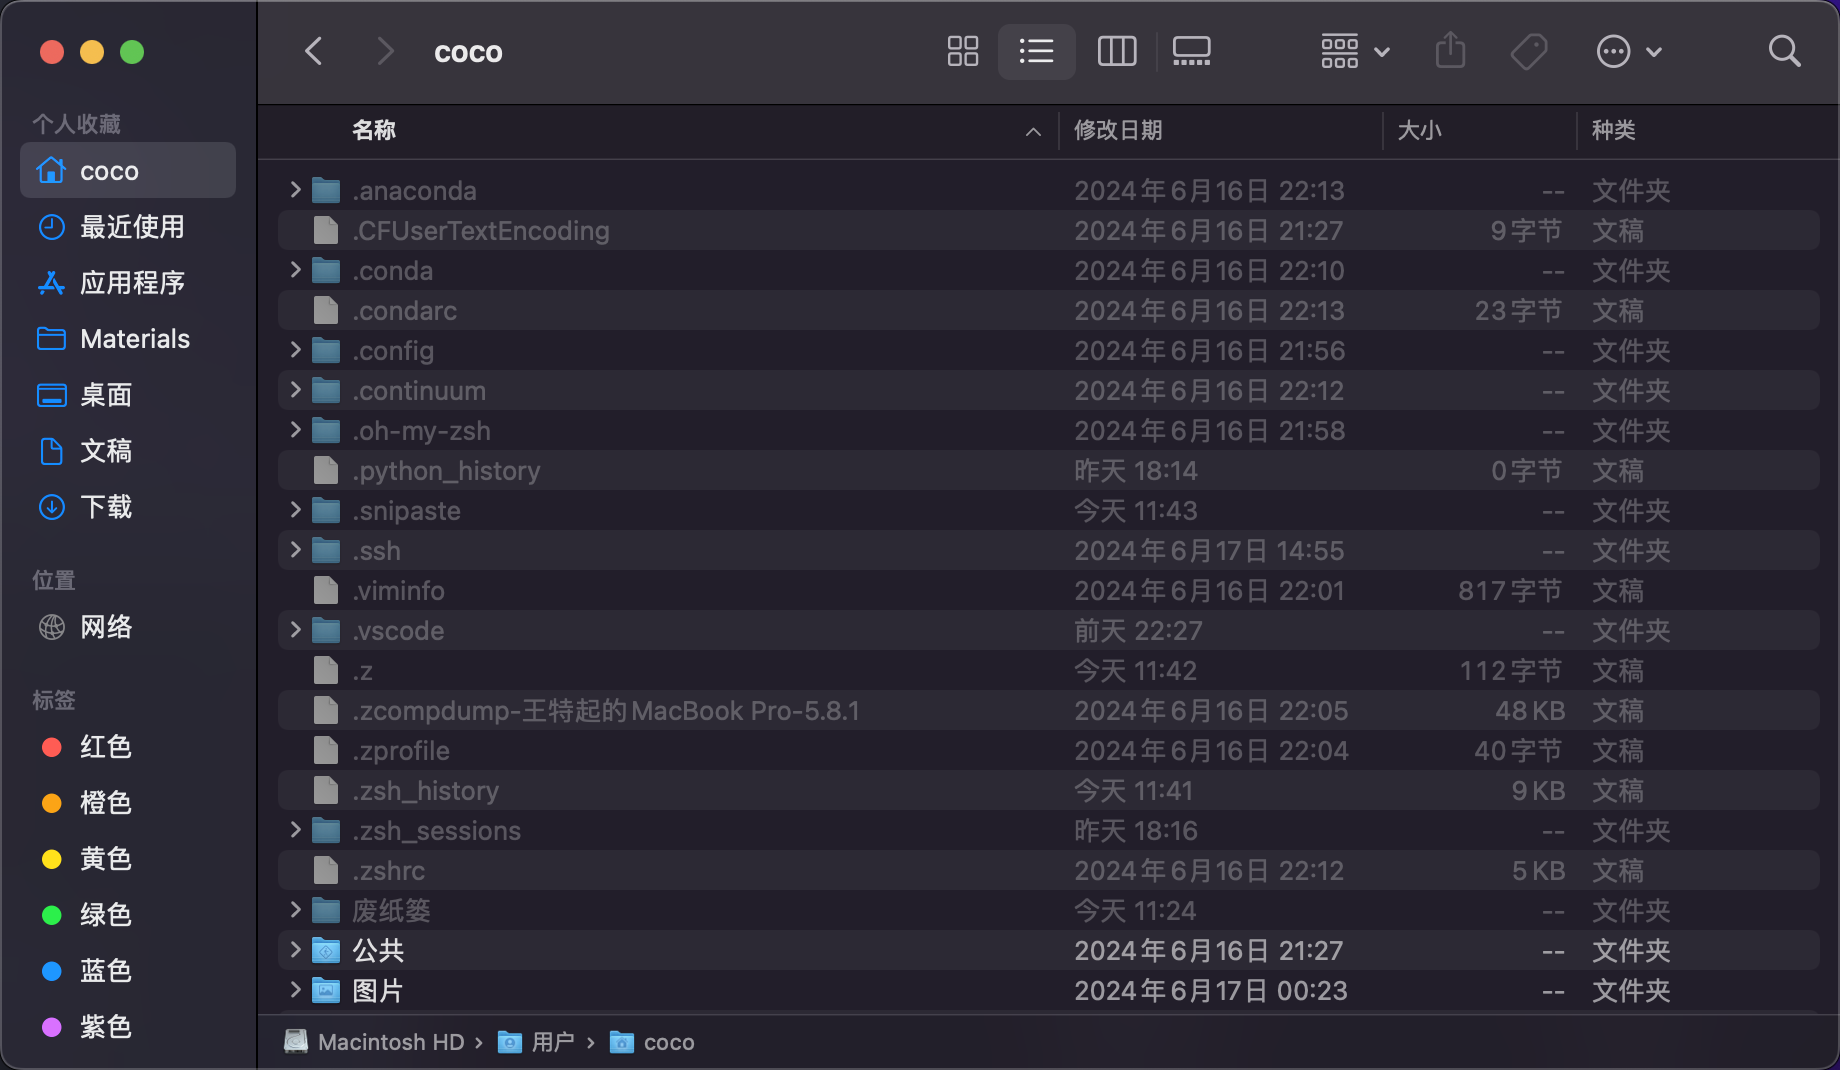 coco
个人收藏
coco
最近使用
应用程序
Materials
桌面
文稿
下载
位置
网络
标签
红色
橙色
黄色
绿色
蓝色
紫色
名称 修改日期 大小 种类
.anaconda 2024年6月16日 22:13 -- 文件夹
.CFUserTextEncoding 2024年6月16日 21:27 9字节 文稿
.conda 2024年6月16日 22:10 -- 文件夹
.condarc 2024年6月16日 22:13 23字节 文稿
.config 2024年6月16日 21:56 -- 文件夹
.continuum 2024年6月16日 22:12 -- 文件夹
.oh-my-zsh 2024年6月16日 21:58 -- 文件夹
.python_history 昨天 18:14 0字节 文稿
.snipaste 今天 11:43 -- 文件夹
.ssh 2024年6月17日 14:55 -- 文件夹
.viminfo 2024年6月16日 22:01 817字节 文稿
.vscode 前天 22:27 -- 文件夹
.z 今天 11:42 112字节 文稿
.zcompdump-王特起的MacBook Pro-5.8.1 2024年6月16日 22:05 48 KB 文稿
.zprofile 2024年6月16日 22:04 40字节 文稿
.zsh_history 今天 11:41 9 KB 文稿
.zsh_sessions 昨天 18:16 -- 文件夹
.zshrc 2024年6月16日 22:12 5 KB 文稿
废纸篓 今天 11:24 -- 文件夹
公共 2024年6月16日 21:27 -- 文件夹
图片 2024年6月17日 00:23 -- 文件夹
Macintosh HD › 用户 › coco